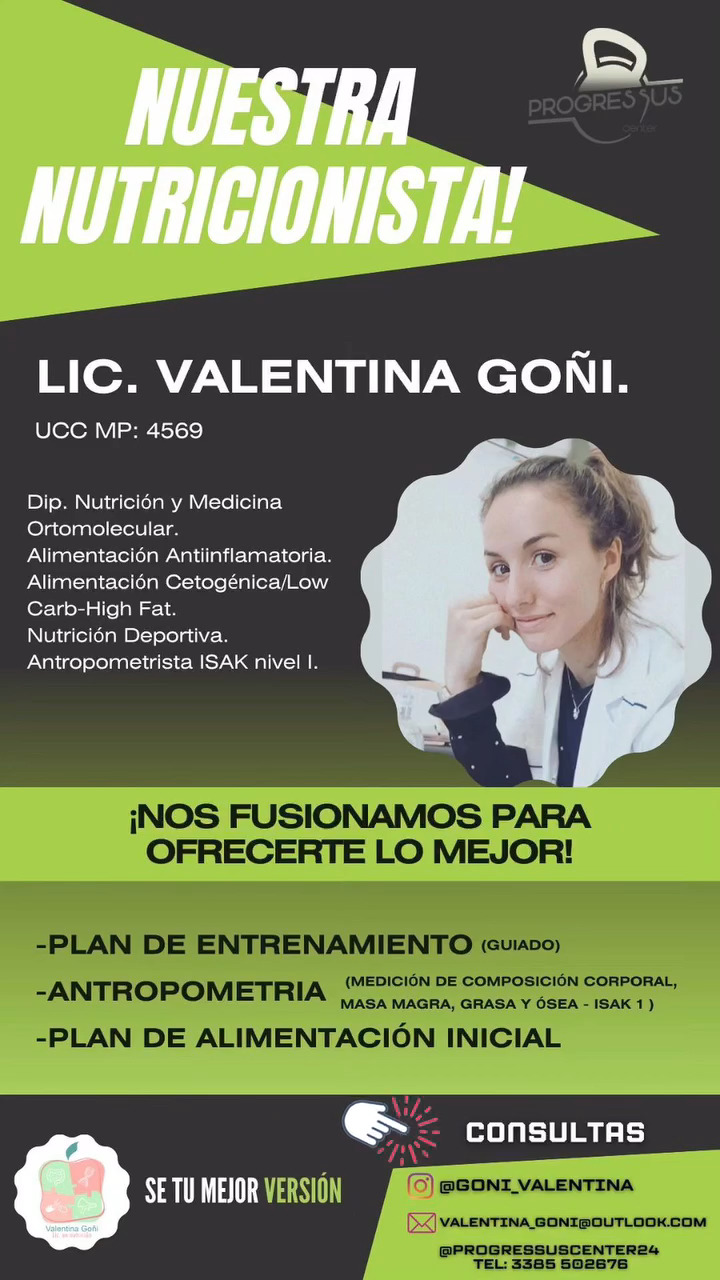 PROGRESSUS
center
NUESTRA
NUTRICIONISTA!
LIC. VALENTINA GOÑI.
UCC MP: 4569
Dip. Nutrición y Medicina
Ortomolecular.
Alimentación Antiinflamatoria.
Alimentación Cetogénica/Low
Carb-High Fat.
Nutrición Deportiva.
Antropometrista ISAK nivel I.
¡NOS FUSIONAMOS PARA
OFRECERTE LO MEJOR!
-PLAN DE ENTRENAMIENTO (GUIADO)
-ANTROPOMETRIA (MEDICIÓN DE COMPOSICIÓN CORPORAL,
MASA MAGRA, GRASA Y ÓSEA - ISAK 1 )
-PLAN DE ALIMENTACIÓN INICIAL
CONSULTAS
Valentina Goñi
SE TU MEJOR VERSIÓN
@GONI_VALENTINA
VALENTINA_GONI@OUTLOOK.COM
@PROGRESSUSCENTER24
TEL: 3385 502676